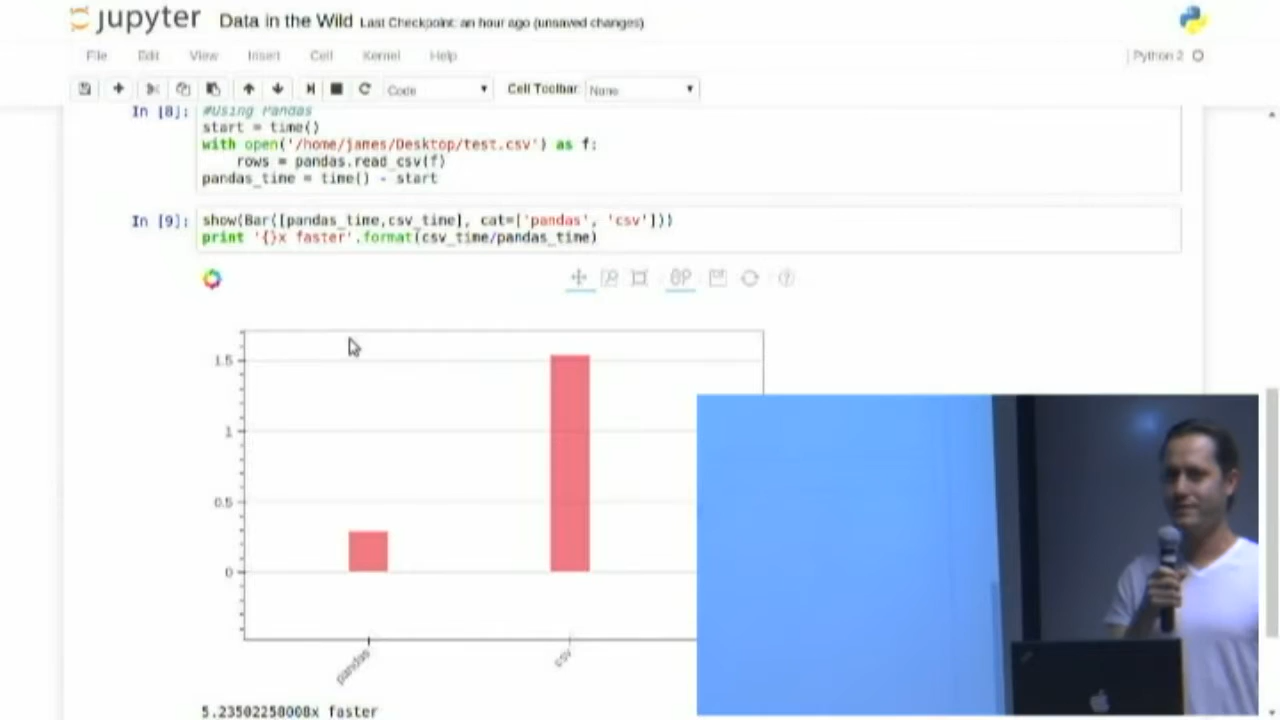 jupyter Data in the Wild Last Checkpoint: an hour ago (unsaved changes)
File Edit View Insert Cell Kernel Help Python 2
Code Cell Toolbar: None
In [8]: #Using Pandas
start = time()
with open('/home/james/Desktop/test.csv') as f:
rows = pandas.read_csv(f)
pandas_time = time() - start
In [9]: show(Bar([pandas_time,csv_time], cat=['pandas', 'csv']))
print '{}x faster'.format(csv_time/pandas_time)
1.5
1
0.5
0
pandas
csv
5.23502258008x faster